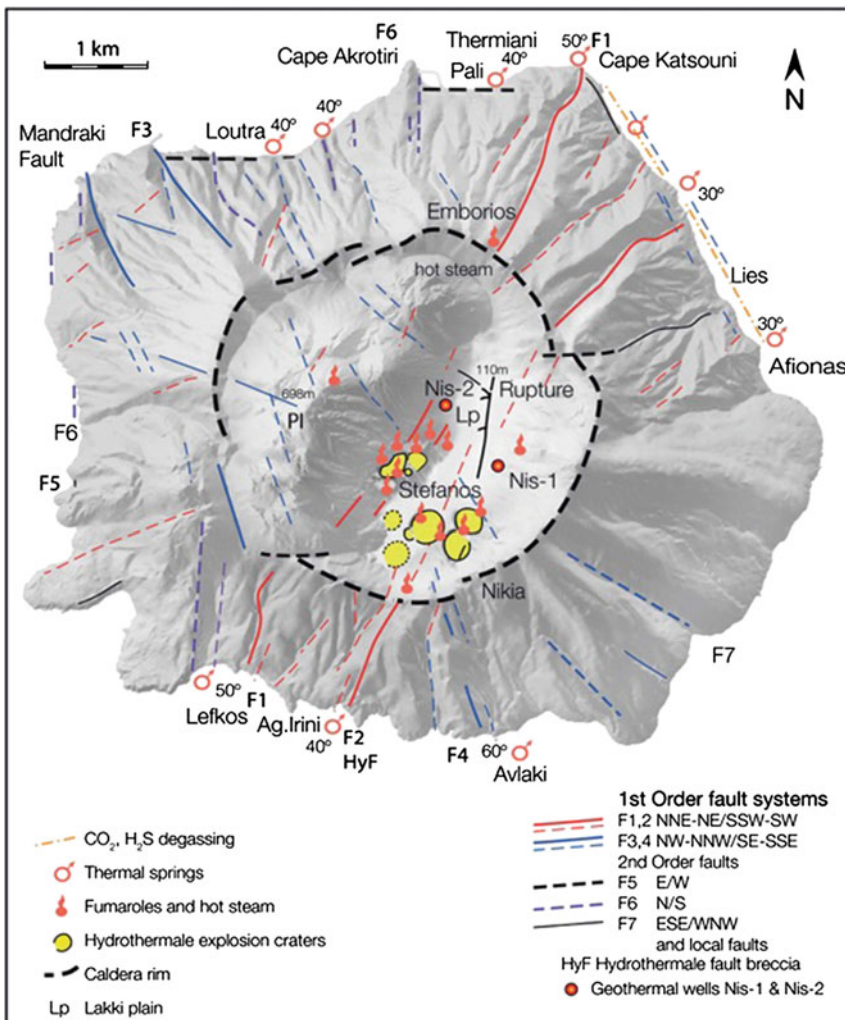 1 km
F6
Cape Akrotiri
Thermiani
Pali
40°
50°
F1
Cape Katsouni
N
Mandraki
Fault
F3
Loutra
40°
40°
30°
Emborios
hot steam
Lies
30°
Afionas
110m
Nis-2
Rupture
698m
Pl
Lp
F6
F5
Stefanos
Nis-1
Nikia
F7
50°
Lefkos
F1
Ag.Irini
40°
F2
HyF
F4
60°
Avlaki
CO₂, H₂S degassing
Thermal springs
Fumaroles and hot steam
Hydrothermale explosion craters
Caldera rim
Lp Lakki plain
1st Order fault systems
F1,2 NNE-NE/SSW-SW
F3,4 NW-NNW/SE-SSE
2nd Order faults
F5 E/W
F6 N/S
F7 ESE/WNW
and local faults
HyF Hydrothermale fault breccia
Geothermal wells Nis-1 & Nis-2